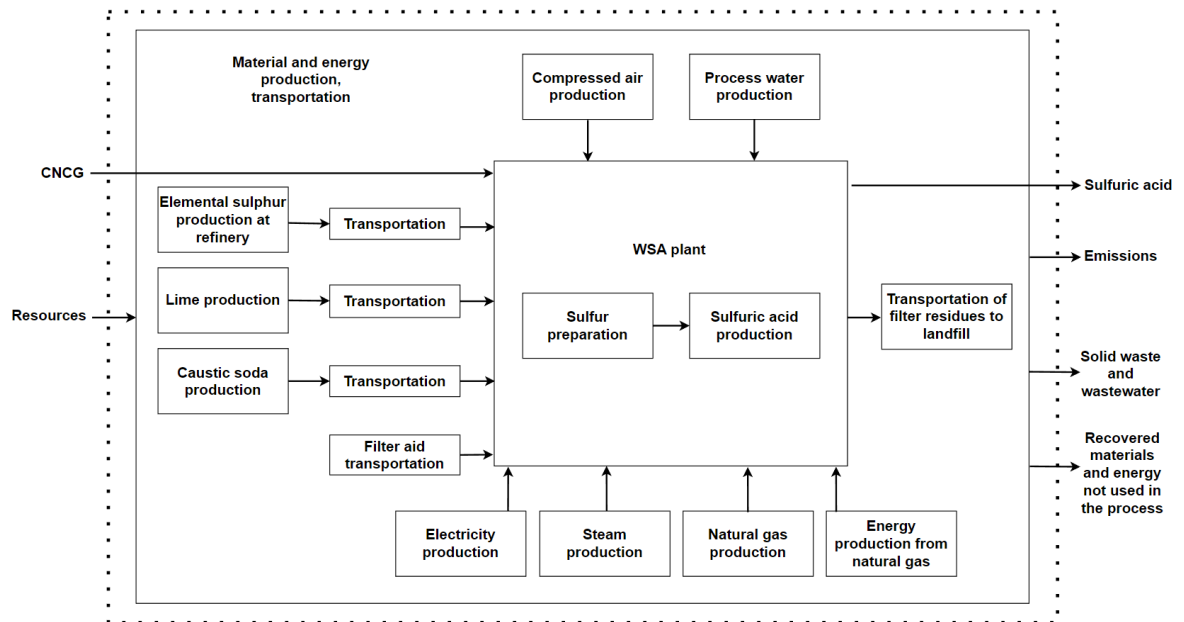 Material and energy
production,
transportation
Compressed air
production
Process water
production
CNCG
Elemental sulphur
production at
refinery
Transportation
Sulfuric acid
WSA plant
Emissions
Resources
Lime production
Transportation
Sulfur
preparation
Sulfuric acid
production
Transportation of
filter residues to
landfill
Caustic soda
production
Transportation
Solid waste
and
wastewater
Filter aid
transportation
Recovered
materials
and energy
not used in
the process
Electricity
production
Steam
production
Natural gas
production
Energy
production from
natural gas